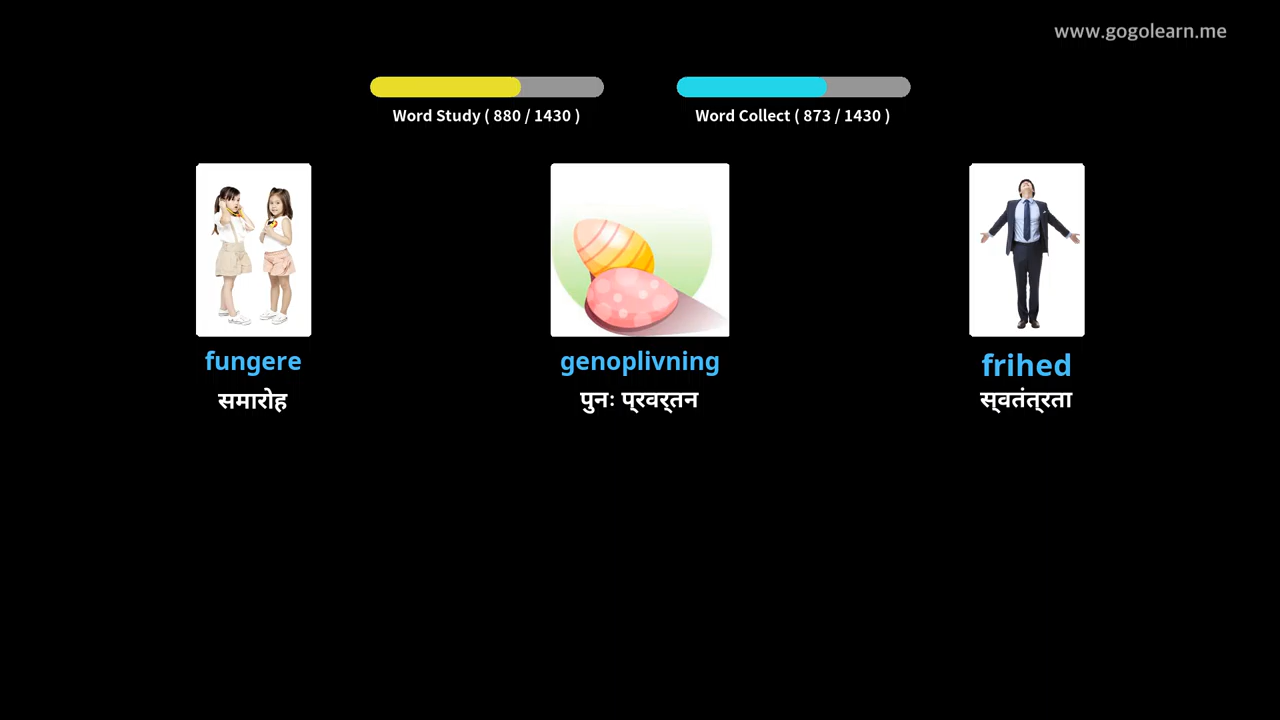 www.gogolearn.me
Word Study ( 880 / 1430 )
Word Collect ( 873 / 1430 )
fungere
genoplivning
frihed
समारोह
पुनः प्रवर्तन
स्वतंत्रता